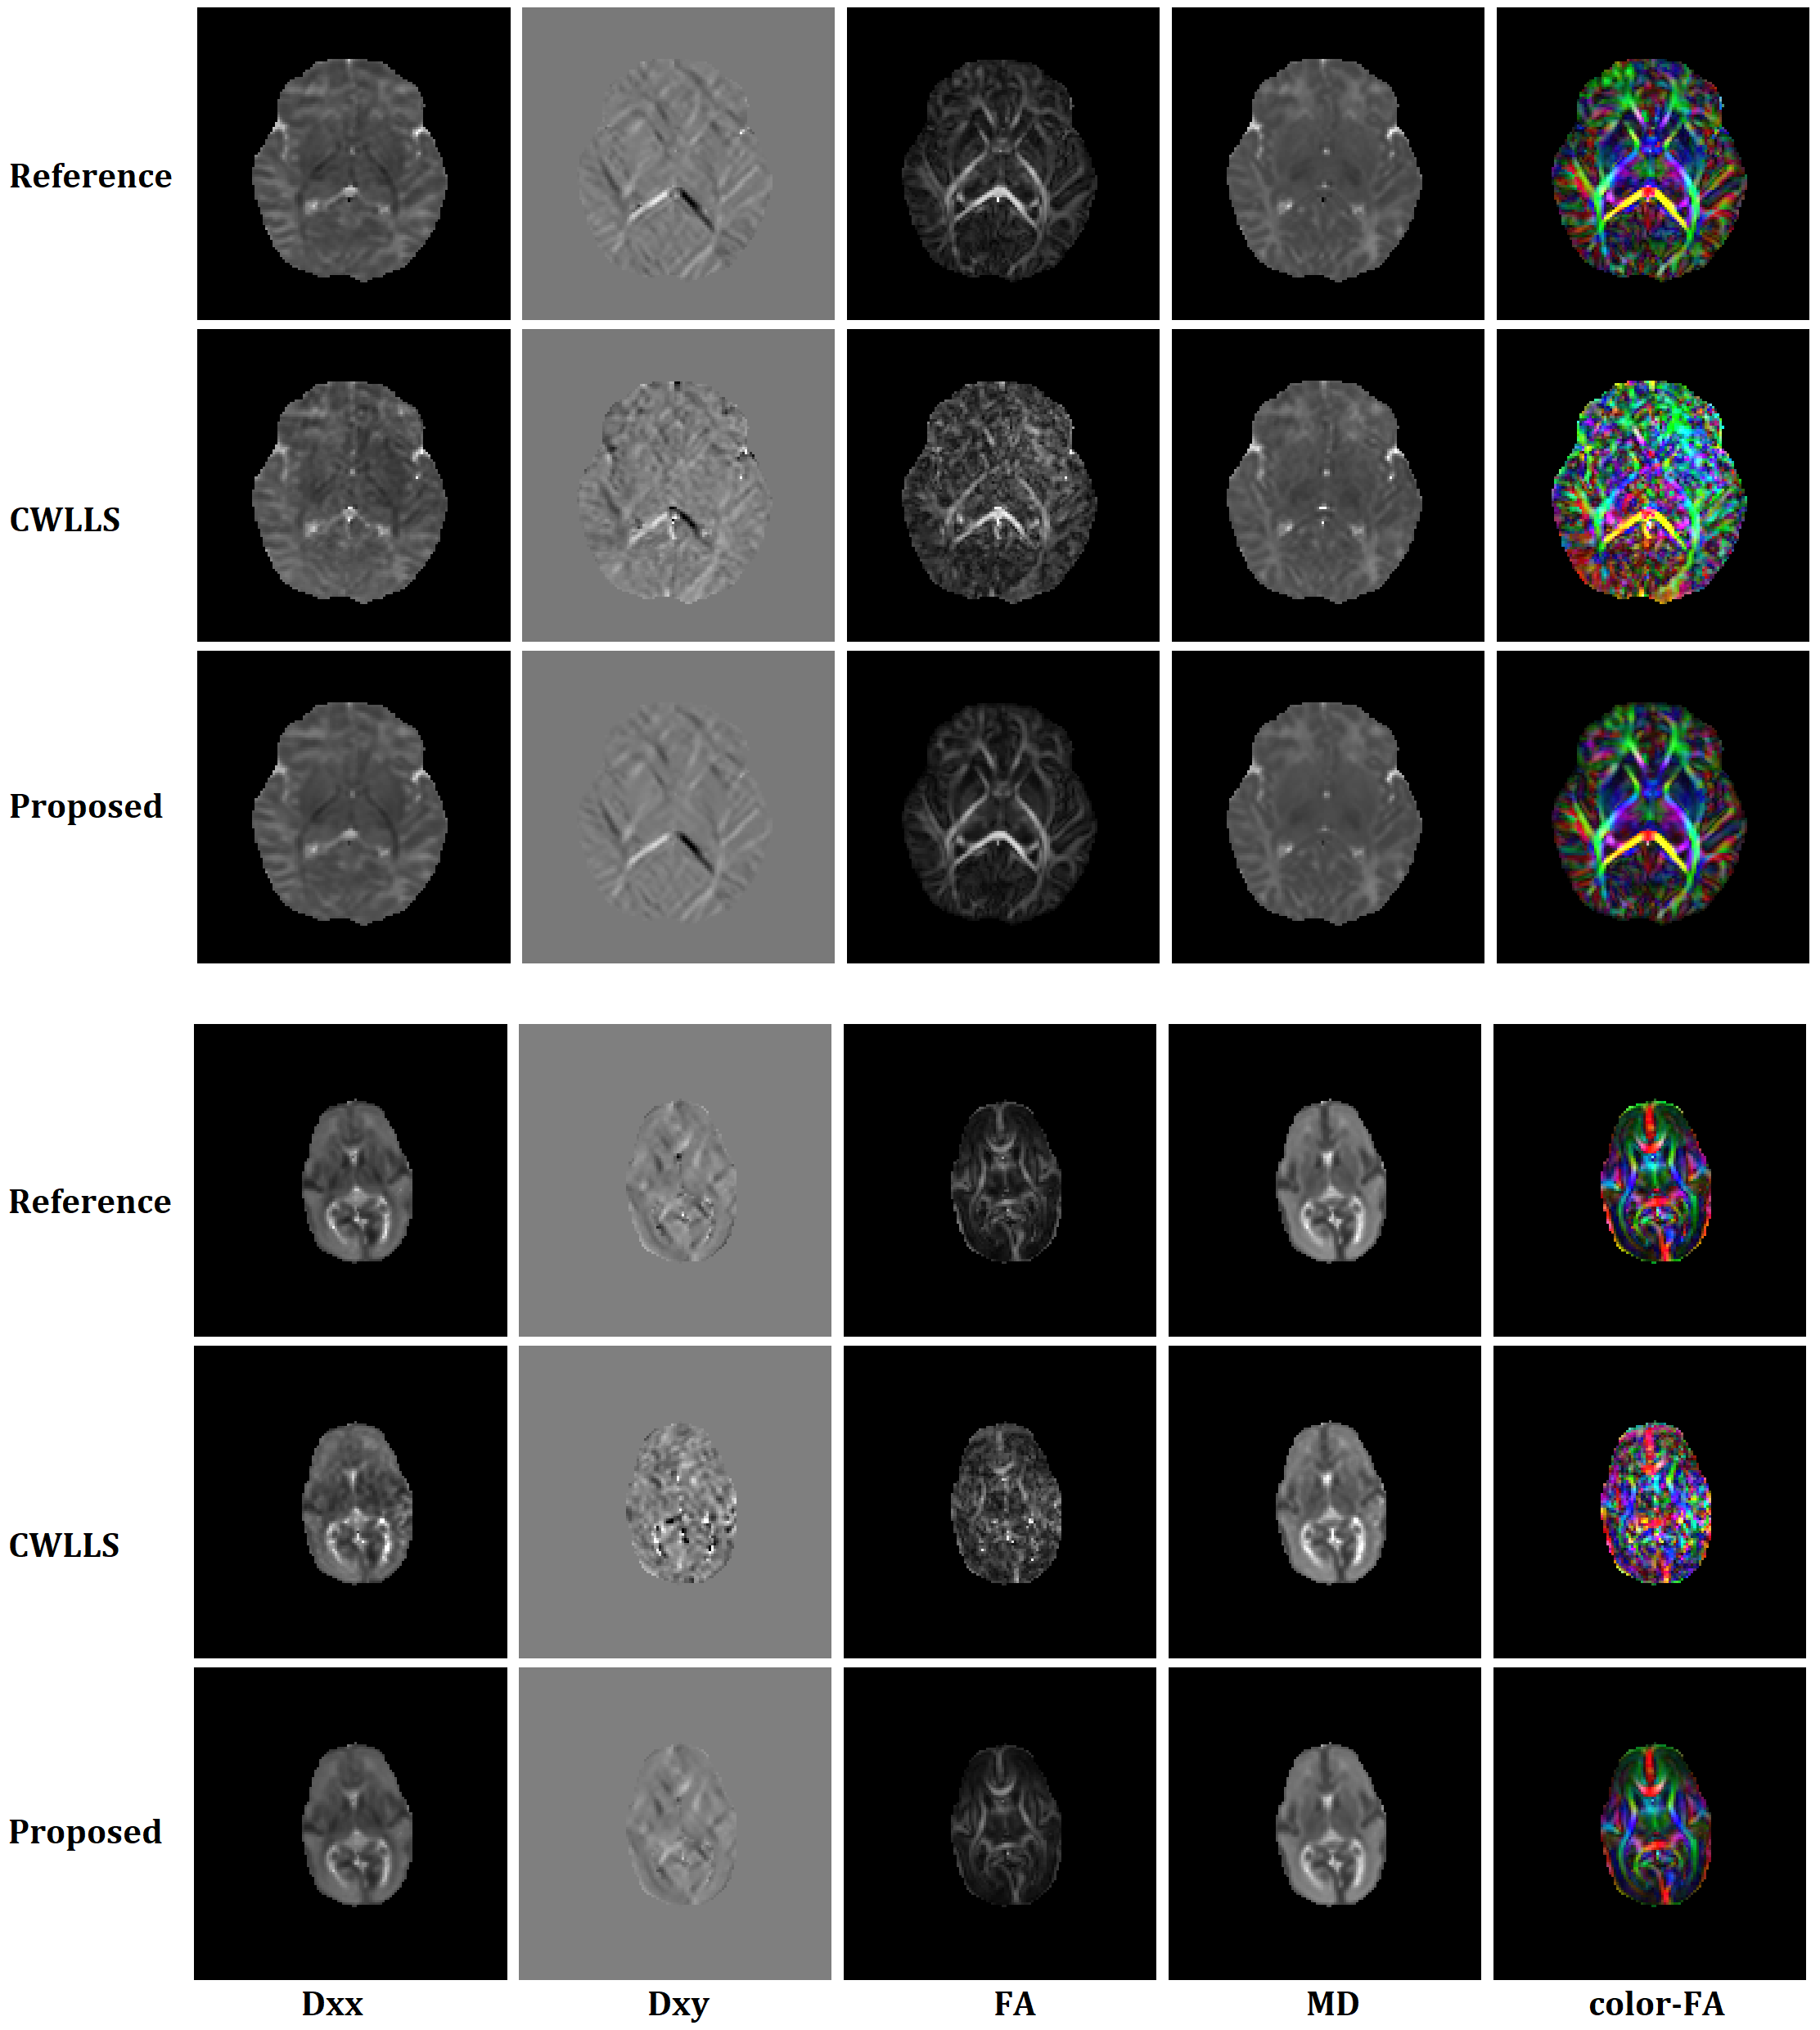 Reference
CWLLS
Proposed
Reference
CWLLS
Proposed
Dxx Dxy FA MD color-FA